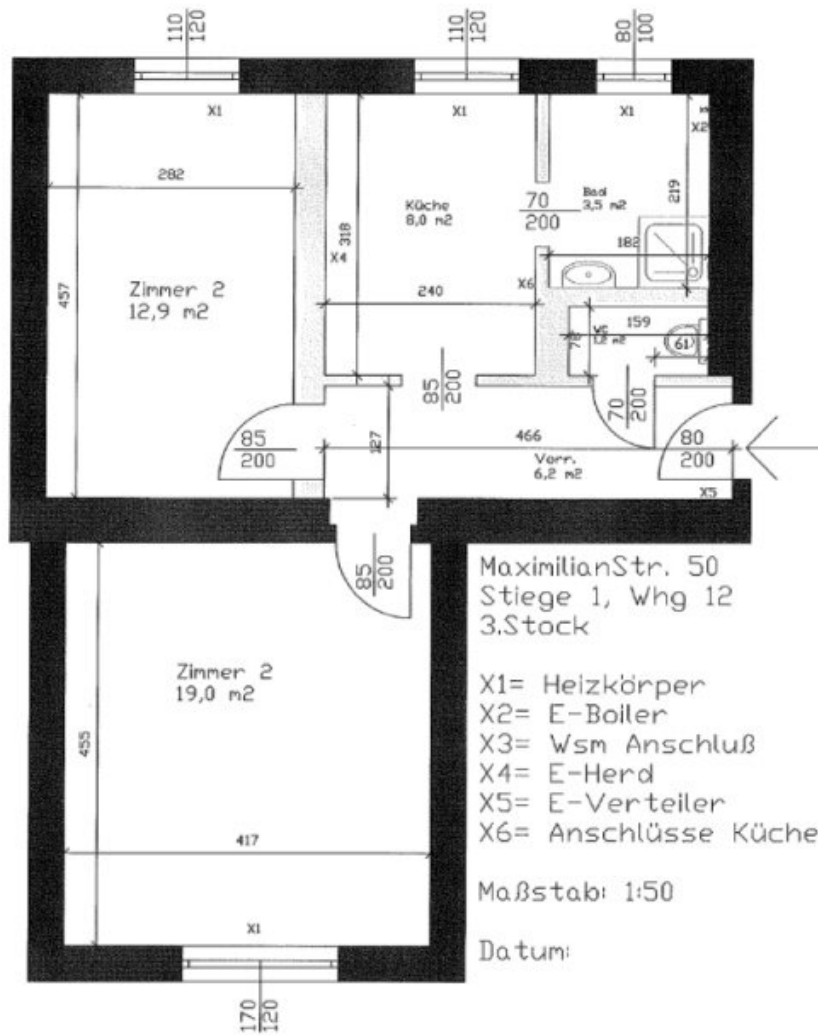 110
120
110
120
80
100
X1
X1
X1
X2
282
Küche
8,0 m2
70
200
Bad
3,5 m2
219
318
X4
182
457
Zimmer 2
12,9 m2
240
X6
159
1,2 m2
61
85
200
70
200
85
200
127
466
80
200
Vorr.
6,2 m2
X5
85
200
MaximilianStr. 50
Stiege 1, Whg 12
3.Stock
Zimmer 2
19,0 m2
X1= Heizkörper
X2= E-Boiler
X3= Wsm Anschluß
X4= E-Herd
X5= E-Verteiler
X6= Anschlüsse Küche
455
417
Maßstab: 1:50
X1
Datum:
170
120